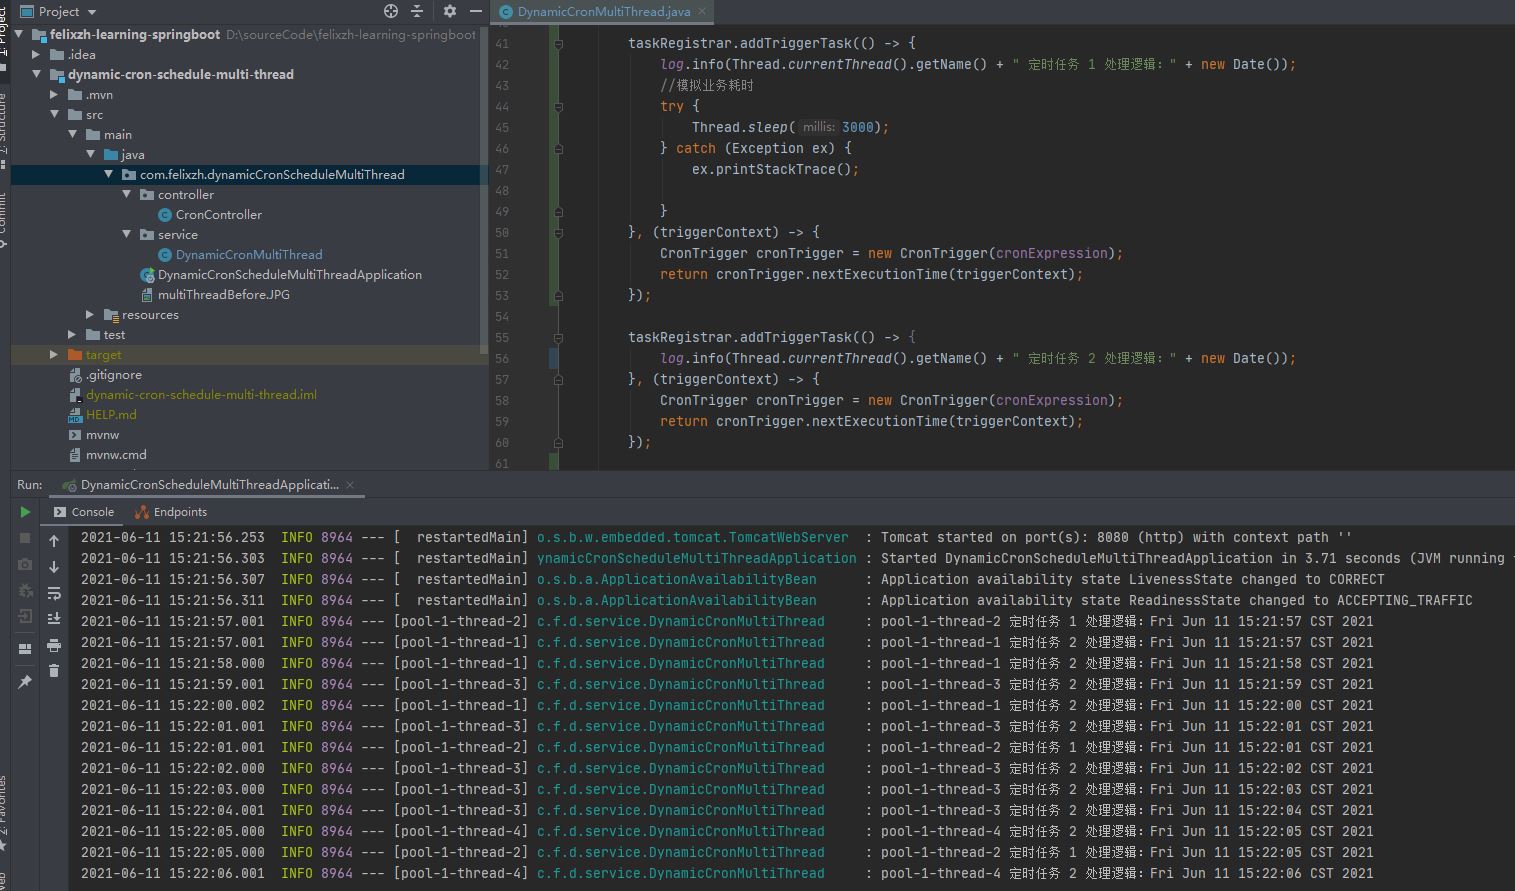 Project
felixzh-learning-springboot D:\sourceCode\felixzh-learning-springboot
.idea
dynamic-cron-schedule-multi-thread
.mvn
src
main
java
com.felixzh.dynamicCronScheduleMultiThread
controller
CronController
service
DynamicCronMultiThread
DynamicCronScheduleMultiThreadApplication
multiThreadBefore.JPG
resources
test
target
.gitignore
dynamic-cron-schedule-multi-thread.iml
HELP.md
mvnw
mvnw.cmd
DynamicCronMultiThread.java
41 taskRegistrar.addTriggerTask(() -> {
42 log.info(Thread.currentThread().getName() + " 定时任务 1 处理逻辑: " + new Date());
43 //模拟业务耗时
44 try {
45 Thread.sleep( millis: 3000);
46 } catch (Exception ex) {
47 ex.printStackTrace();
48
49 }
50 }, (triggerContext) -> {
51 CronTrigger cronTrigger = new CronTrigger(cronExpression);
52 return cronTrigger.nextExecutionTime(triggerContext);
53 });
54
55 taskRegistrar.addTriggerTask(() -> {
56 log.info(Thread.currentThread().getName() + " 定时任务 2 处理逻辑: " + new Date());
57 }, (triggerContext) -> {
58 CronTrigger cronTrigger = new CronTrigger(cronExpression);
59 return cronTrigger.nextExecutionTime(triggerContext);
60 });
61
Run: DynamicCronScheduleMultiThreadApplicati...
Console Endpoints
2021-06-11 15:21:56.253 INFO 8964 --- [ restartedMain] o.s.b.w.embedded.tomcat.TomcatWebServer : Tomcat started on port(s): 8080 (http) with context path ''
2021-06-11 15:21:56.303 INFO 8964 --- [ restartedMain] ynamicCronScheduleMultiThreadApplication : Started DynamicCronScheduleMultiThreadApplication in 3.71 seconds (JVM running
2021-06-11 15:21:56.307 INFO 8964 --- [ restartedMain] o.s.b.a.ApplicationAvailabilityBean : Application availability state LivenessState changed to CORRECT
2021-06-11 15:21:56.311 INFO 8964 --- [ restartedMain] o.s.b.a.ApplicationAvailabilityBean : Application availability state ReadinessState changed to ACCEPTING_TRAFFIC
2021-06-11 15:21:57.001 INFO 8964 --- [pool-1-thread-2] c.f.d.service.DynamicCronMultiThread : pool-1-thread-2 定时任务 1 处理逻辑: Fri Jun 11 15:21:57 CST 2021
2021-06-11 15:21:57.001 INFO 8964 --- [pool-1-thread-1] c.f.d.service.DynamicCronMultiThread : pool-1-thread-1 定时任务 2 处理逻辑: Fri Jun 11 15:21:57 CST 2021
2021-06-11 15:21:58.000 INFO 8964 --- [pool-1-thread-1] c.f.d.service.DynamicCronMultiThread : pool-1-thread-1 定时任务 2 处理逻辑: Fri Jun 11 15:21:58 CST 2021
2021-06-11 15:21:59.001 INFO 8964 --- [pool-1-thread-3] c.f.d.service.DynamicCronMultiThread : pool-1-thread-3 定时任务 2 处理逻辑: Fri Jun 11 15:21:59 CST 2021
2021-06-11 15:22:00.002 INFO 8964 --- [pool-1-thread-1] c.f.d.service.DynamicCronMultiThread : pool-1-thread-1 定时任务 2 处理逻辑: Fri Jun 11 15:22:00 CST 2021
2021-06-11 15:22:01.001 INFO 8964 --- [pool-1-thread-3] c.f.d.service.DynamicCronMultiThread : pool-1-thread-3 定时任务 2 处理逻辑: Fri Jun 11 15:22:01 CST 2021
2021-06-11 15:22:01.001 INFO 8964 --- [pool-1-thread-2] c.f.d.service.DynamicCronMultiThread : pool-1-thread-2 定时任务 1 处理逻辑: Fri Jun 11 15:22:01 CST 2021
2021-06-11 15:22:02.000 INFO 8964 --- [pool-1-thread-3] c.f.d.service.DynamicCronMultiThread : pool-1-thread-3 定时任务 2 处理逻辑: Fri Jun 11 15:22:02 CST 2021
2021-06-11 15:22:03.000 INFO 8964 --- [pool-1-thread-3] c.f.d.service.DynamicCronMultiThread : pool-1-thread-3 定时任务 2 处理逻辑: Fri Jun 11 15:22:03 CST 2021
2021-06-11 15:22:04.001 INFO 8964 --- [pool-1-thread-3] c.f.d.service.DynamicCronMultiThread : pool-1-thread-3 定时任务 2 处理逻辑: Fri Jun 11 15:22:04 CST 2021
2021-06-11 15:22:05.000 INFO 8964 --- [pool-1-thread-4] c.f.d.service.DynamicCronMultiThread : pool-1-thread-4 定时任务 2 处理逻辑: Fri Jun 11 15:22:05 CST 2021
2021-06-11 15:22:05.000 INFO 8964 --- [pool-1-thread-2] c.f.d.service.DynamicCronMultiThread : pool-1-thread-2 定时任务 1 处理逻辑: Fri Jun 11 15:22:05 CST 2021
2021-06-11 15:22:06.001 INFO 8964 --- [pool-1-thread-4] c.f.d.service.DynamicCronMultiThread : pool-1-thread-4 定时任务 2 处理逻辑: Fri Jun 11 15:22:06 CST 2021